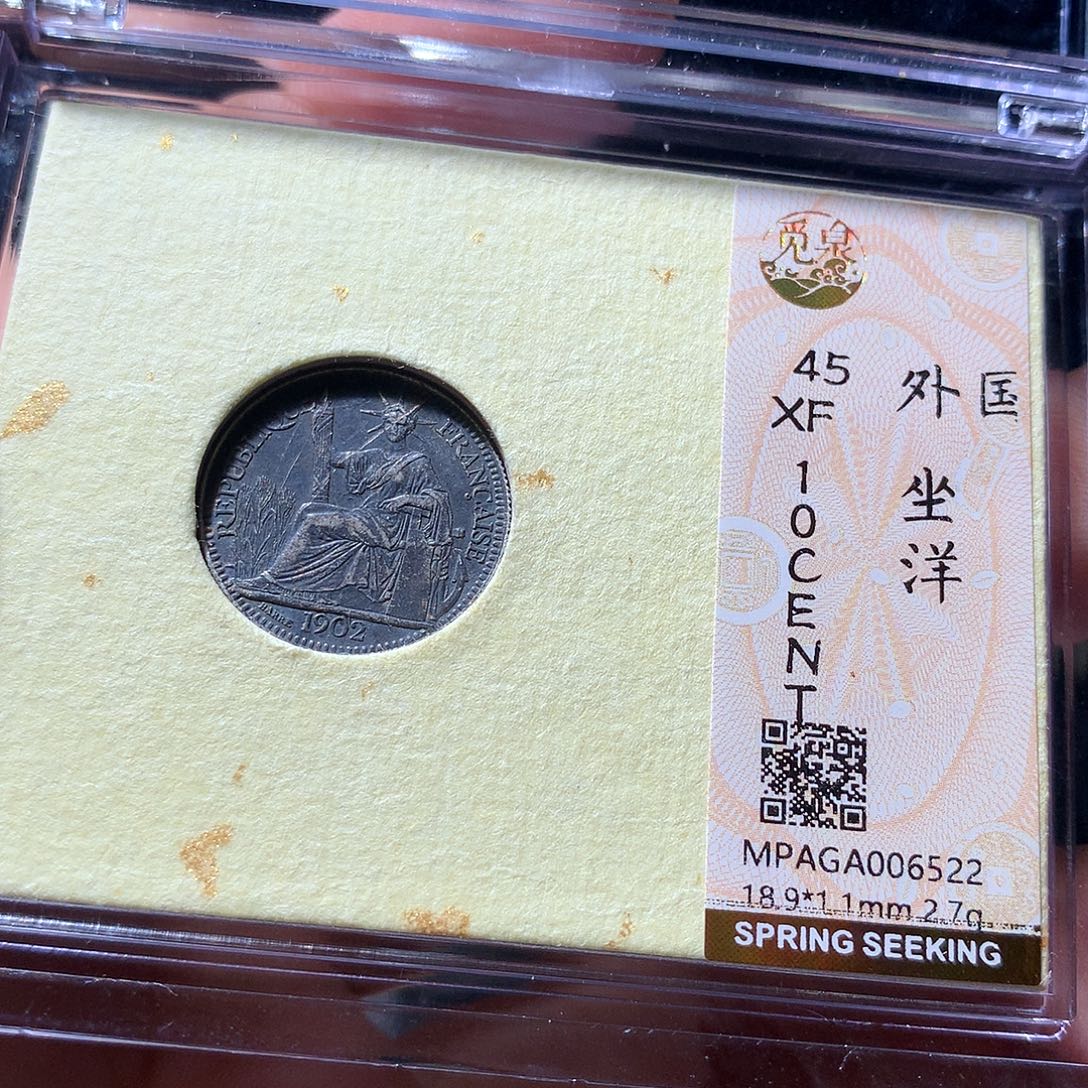 REPUBLIQUE FRANÇAISE
BARRE
1902
觅泉
国
外 坐洋
45
XF
10CENT
MPAGA006522
18.9*1.1mm 2.7g
SPRING SEEKING